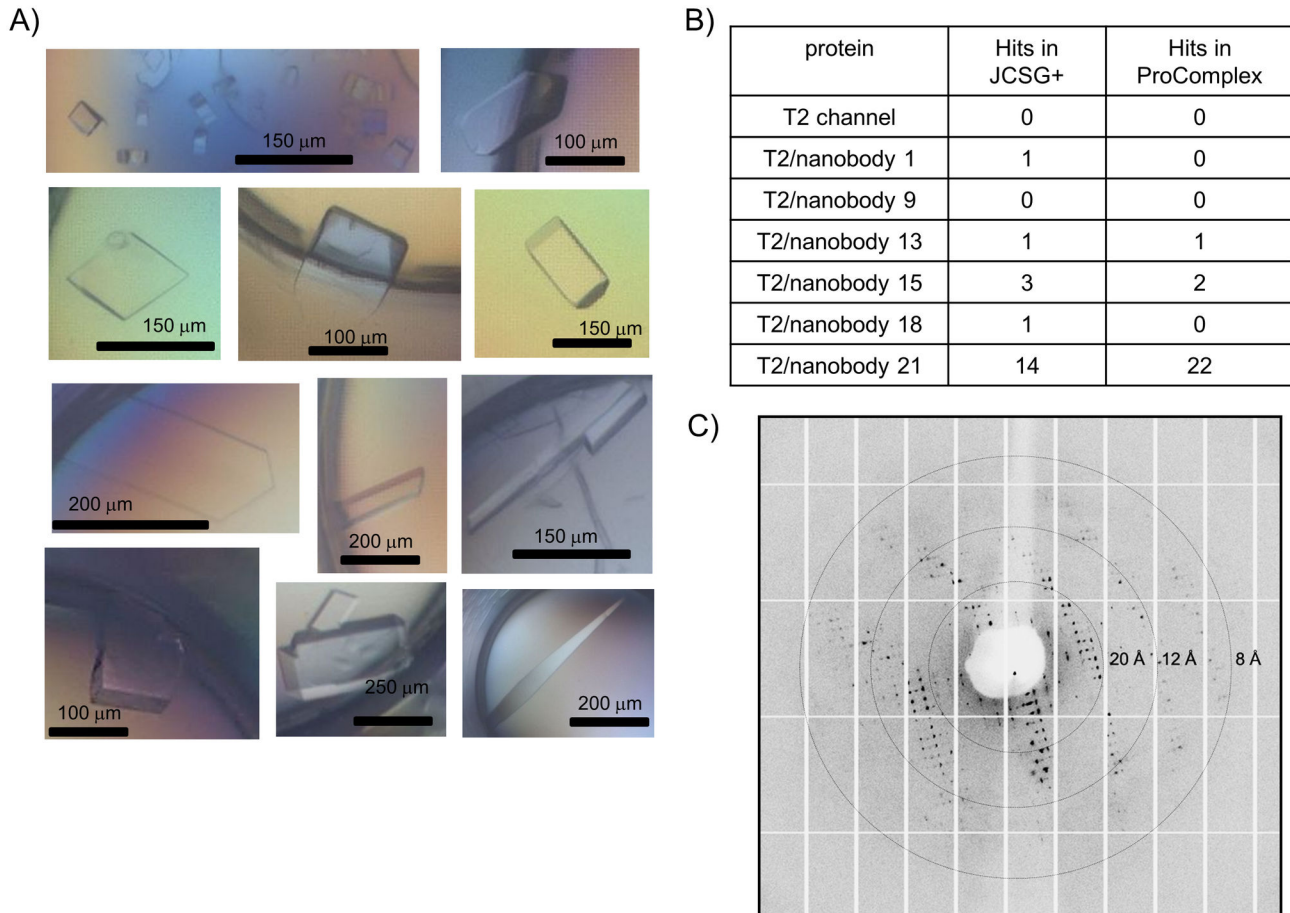 A)
150 μm
100 μm
150 μm
100 μm
150 μm
200 μm
200 μm
150 μm
100 μm
250 μm
200 μm
B)
protein
Hits in
JCSG+
Hits in
ProComplex
T2 channel 0 0
T2/nanobody 1 1 0
T2/nanobody 9 0 0
T2/nanobody 13 1 1
T2/nanobody 15 3 2
T2/nanobody 18 1 0
T2/nanobody 21 14 22
C)
20 Å 12 Å 8 Å